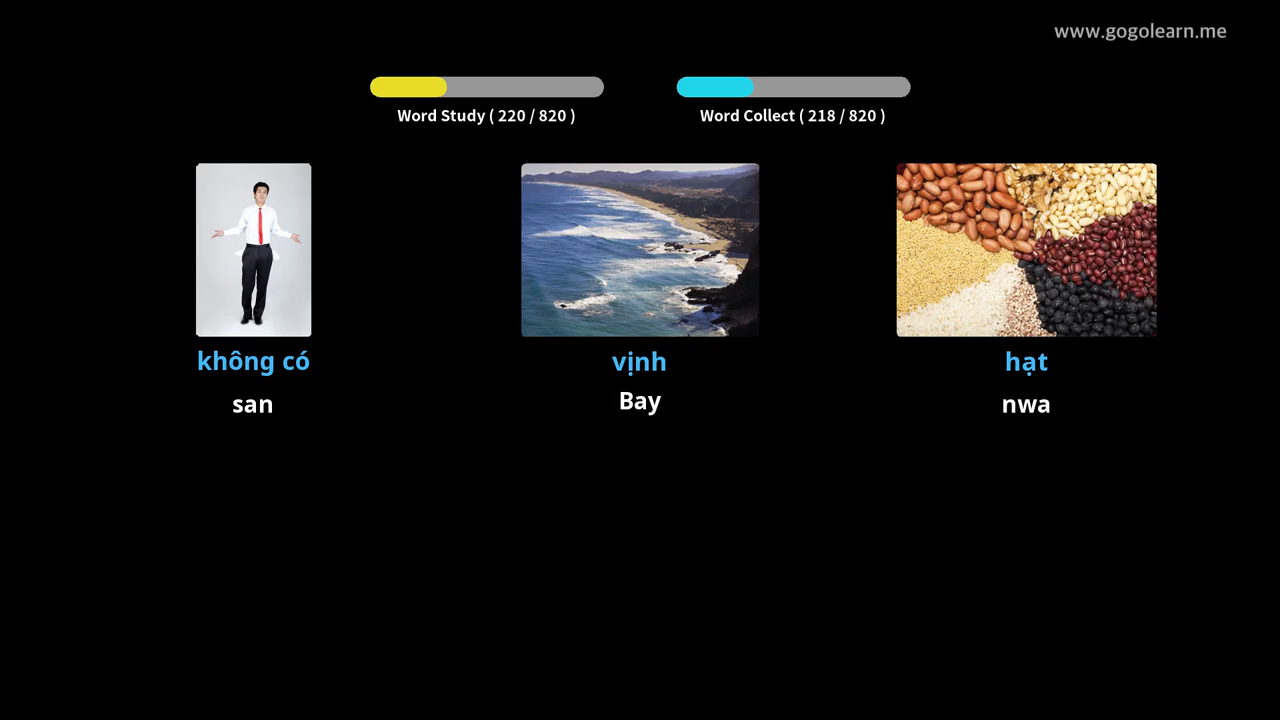 www.gogolearn.me
Word Study ( 220 / 820 )
Word Collect ( 218 / 820 )
không có
san
vịnh
Bay
hạt
nwa